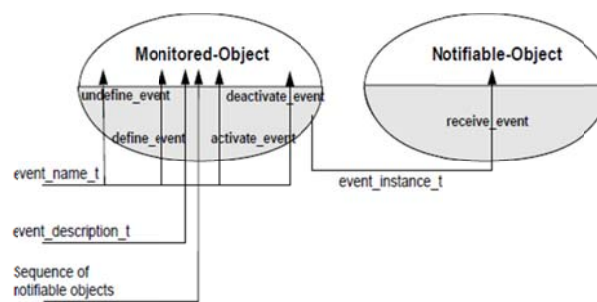 Monitored-Object
Notifiable-Object
undefine_event
deactivate_event
define_event
activate_event
receive_event
event_name_t
event_instance_t
event_description_t
Sequence of
notifiable objects